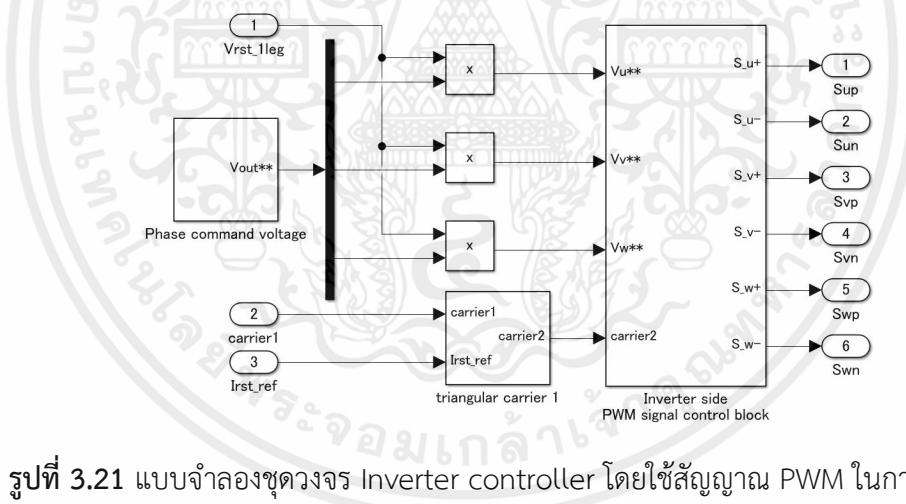 1
Vrst_1leg
x
Vu**
S_u+
1
Sup
S_u-
2
Sun
Vout**
x
Vv**
S_v+
3
Svp
Phase command voltage
x
Vw**
S_v-
4
Svn
S_w+
5
Swp
2
carrier1
carrier1
carrier2
carrier2
S_w-
6
Swn
3
Irst_ref
Irst_ref
triangular carrier 1
Inverter side
PWM signal control block
รูปที่ 3.21 แบบจำลองชุดวงจร Inverter controller โดยใช้สัญญาณ PWM ในกา